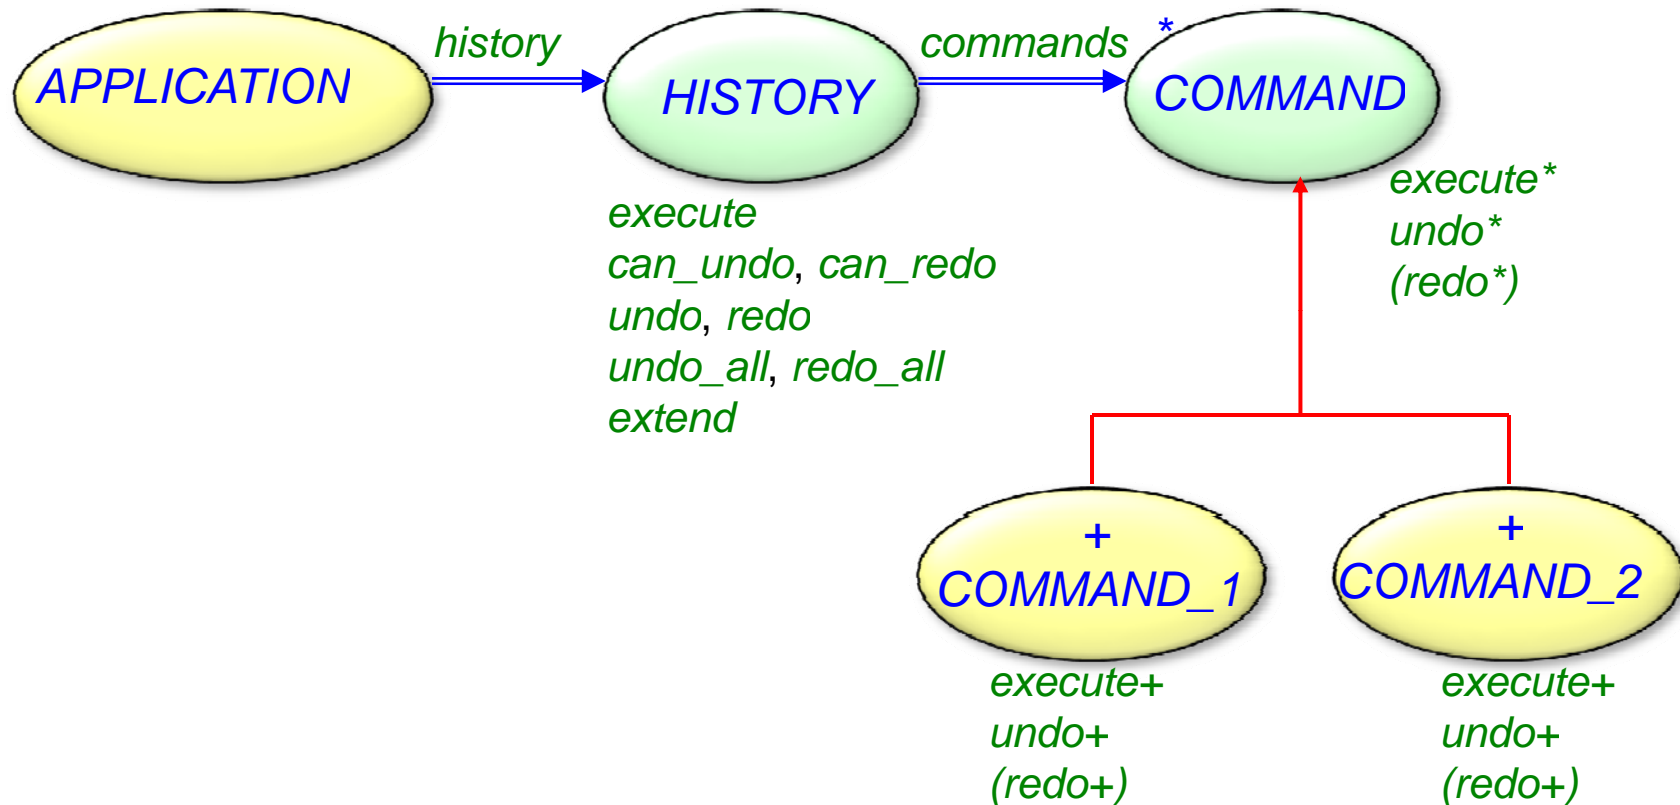 history
commands
*
APPLICATION
HISTORY
COMMAND
execute
can_undo, can_redo
undo, redo
undo_all, redo_all
extend
execute*
undo*
(redo*)
+
COMMAND_1
+
COMMAND_2
execute+
undo+
(redo+)
execute+
undo+
(redo+)